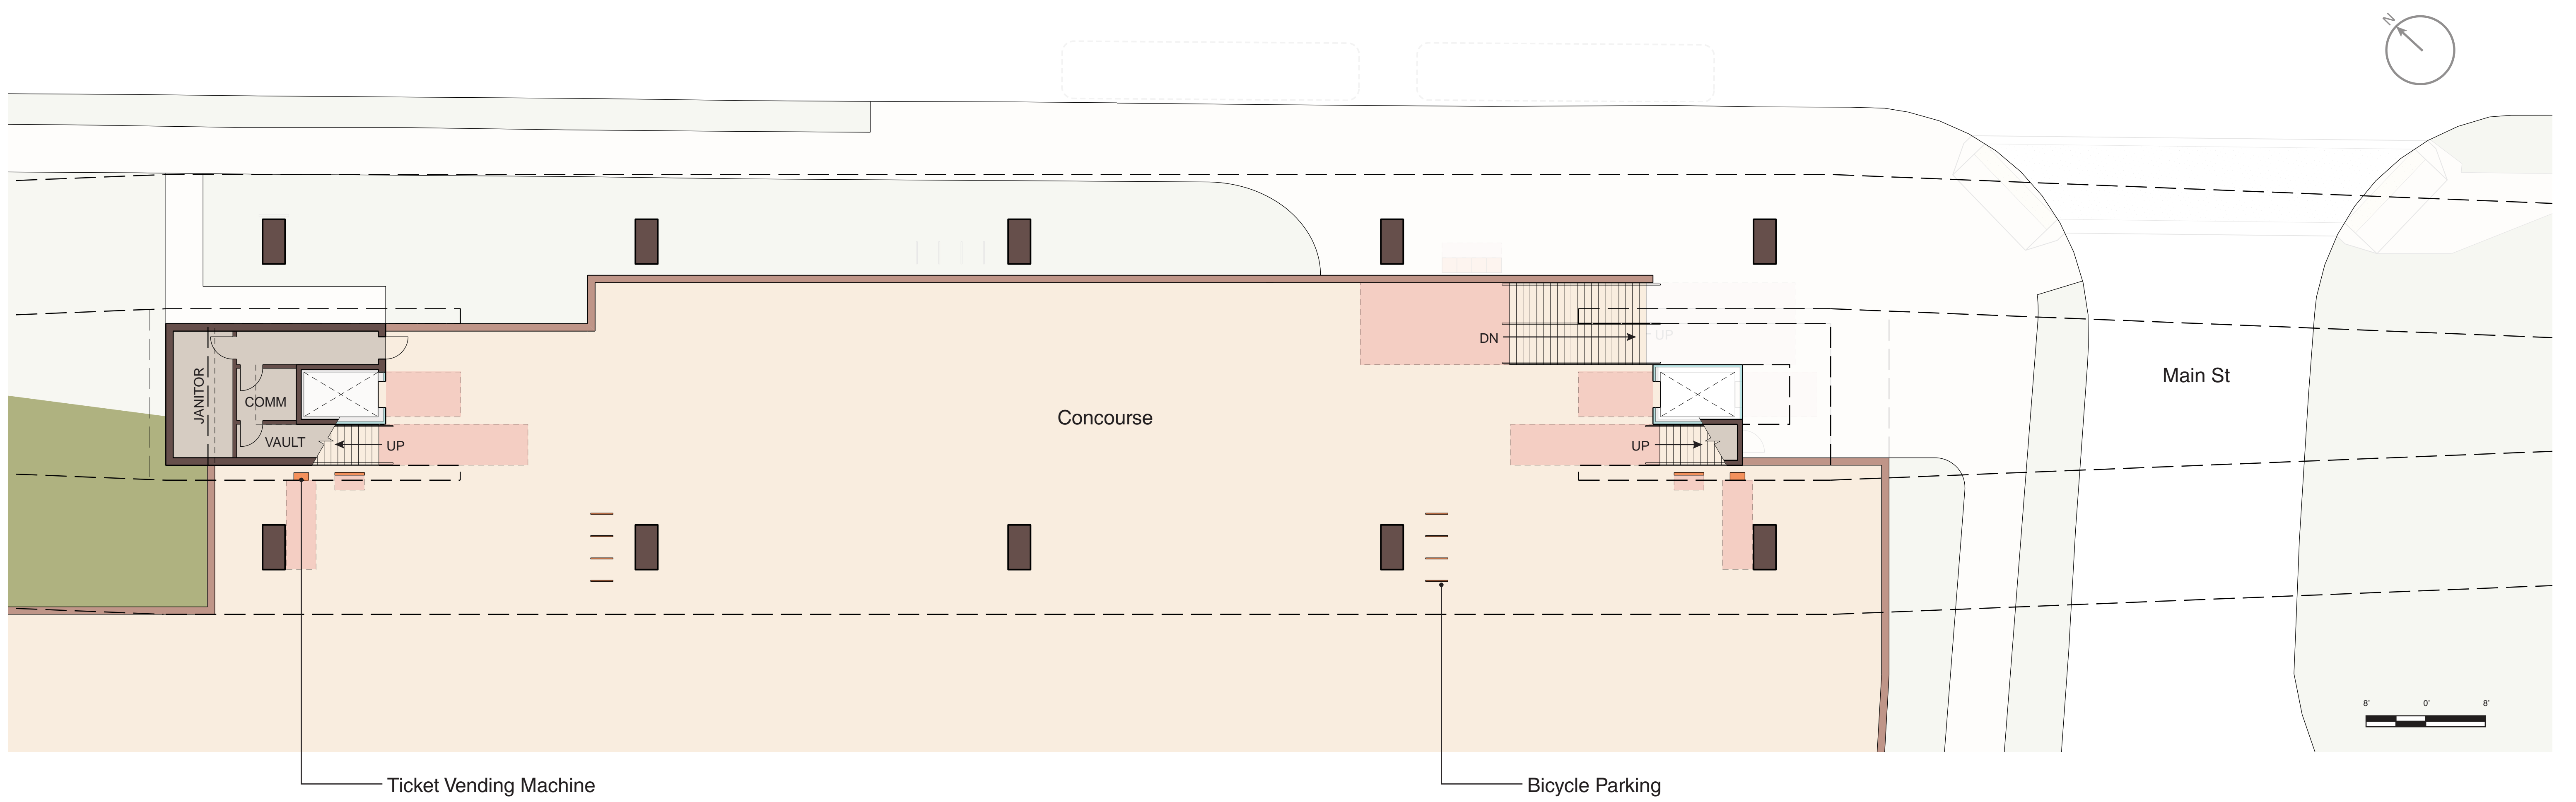 N
DN
UP
Main St
JANITOR
COMM
Concourse
VAULT
UP
UP
8' 0' 8'
Ticket Vending Machine
Bicycle Parking